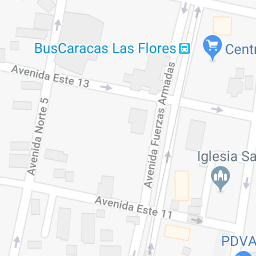 BusCaracas Las Flores
Centr
Avenida Este 13
Avenida Norte 5
Avenida Fuerzas Armadas
Iglesia Sa
Avenida Este 11
PDVA